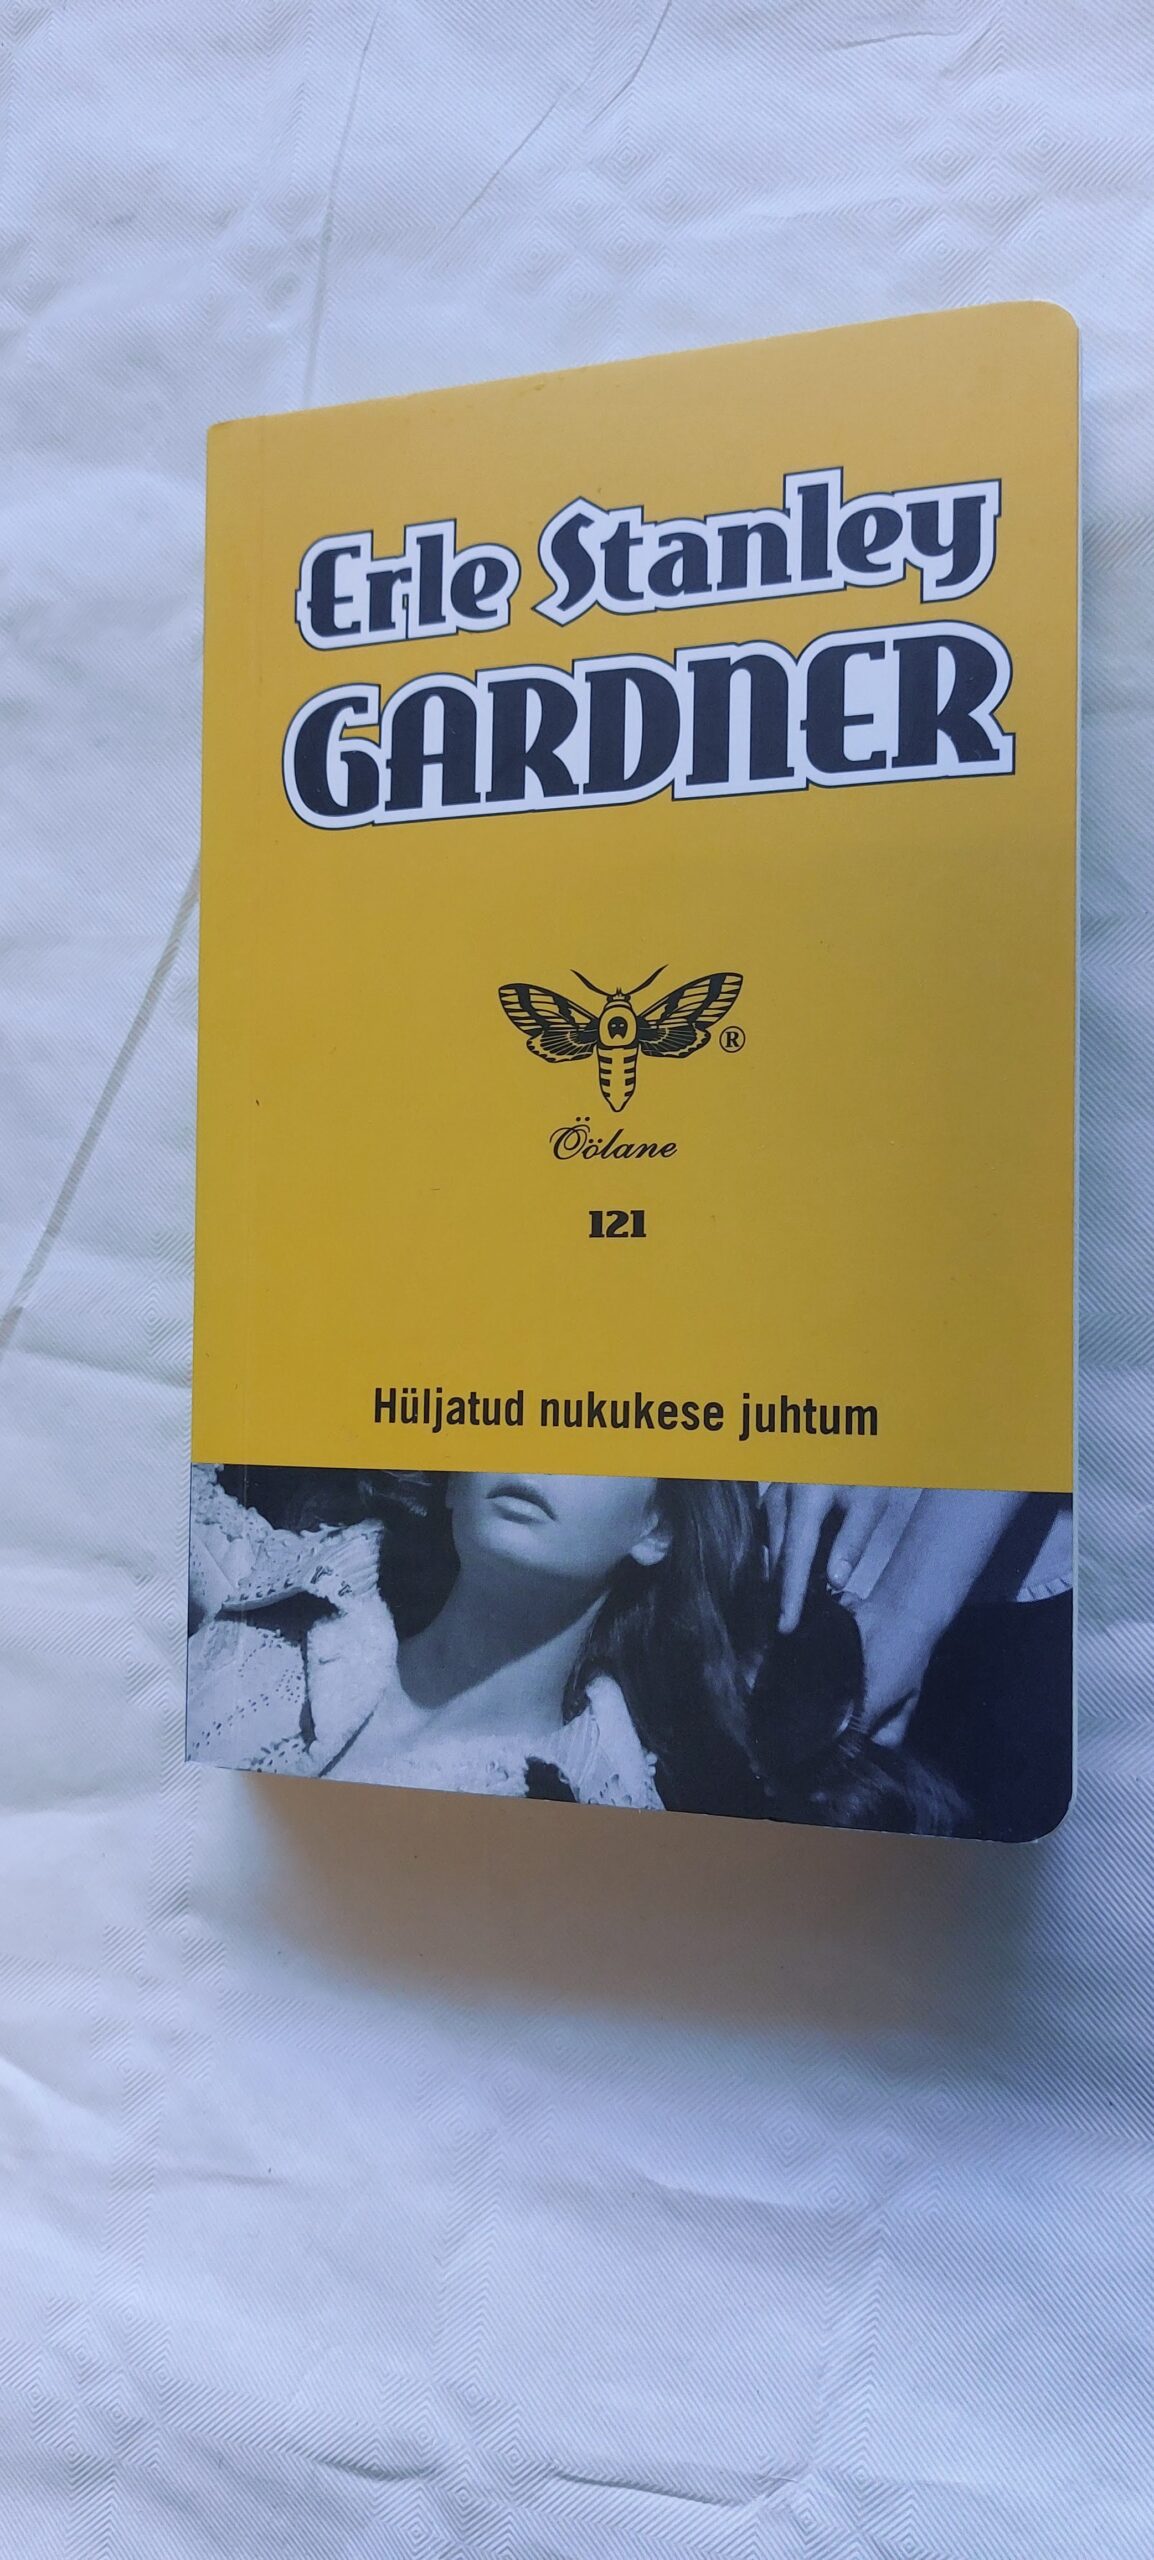 Erle Stanley
GARDNER
®
Öölane
121
Hüljatud nukukese juhtum